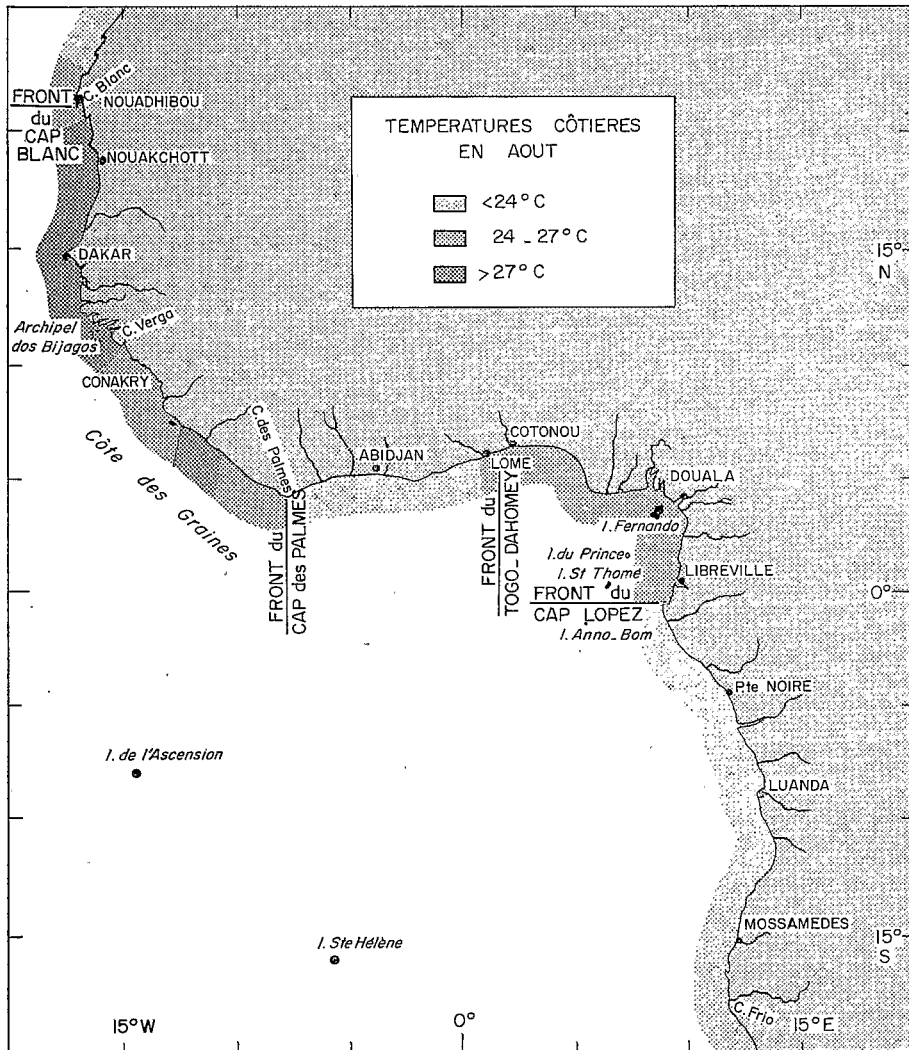 TEMPERATURES CÔTIERES
EN AOUT
<24°C
24_27°C
>27°C
C. Blanc
FRONT
du
CAP
BLANC
NOUADHIBOU
NOUAKCHOTT
DAKAR
15°
N
Archipel
dos Bijagos
C. Verga
CONAKRY
Côte des Graines
C. des Palmes
ABIDJAN
COTONOU
LOME
DOUALA
FRONT du
CAP des PALMES
FRONT du
TOGO_DAHOMEY
I. Fernando
I. du Prince
I. St Thomé
LIBREVILLE
FRONT du
CAP LOPEZ
0°
I. Anno_Bom
Pte NOIRE
I. de l'Ascension
LUANDA
MOSSAMEDES
15°
S
I. Ste Hélène
C. Frio
15°W
0°
15°E